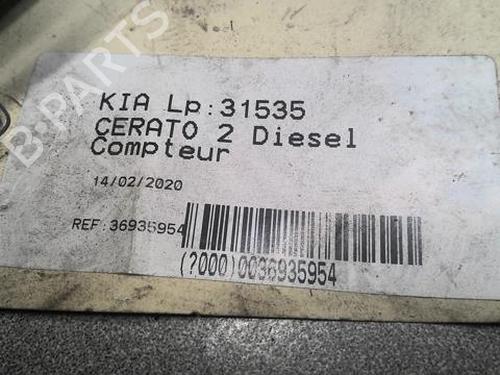 KIA Lp:31535
CERATO 2 Diesel
Compteur
14/02/2020
REF:36935954
(?000)0036935954
B-PARTS